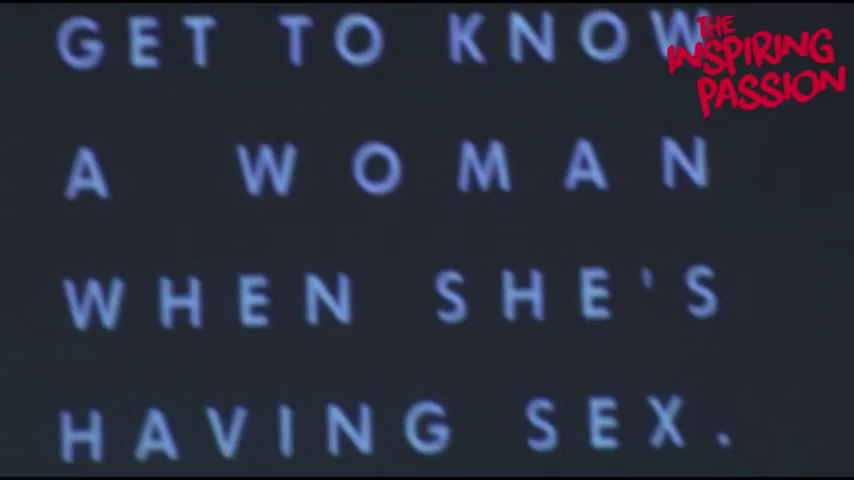 GET TO KNOW
A WOMAN
WHEN SHE'S
HAVING SEX.
THE
INSPIRING
PASSION